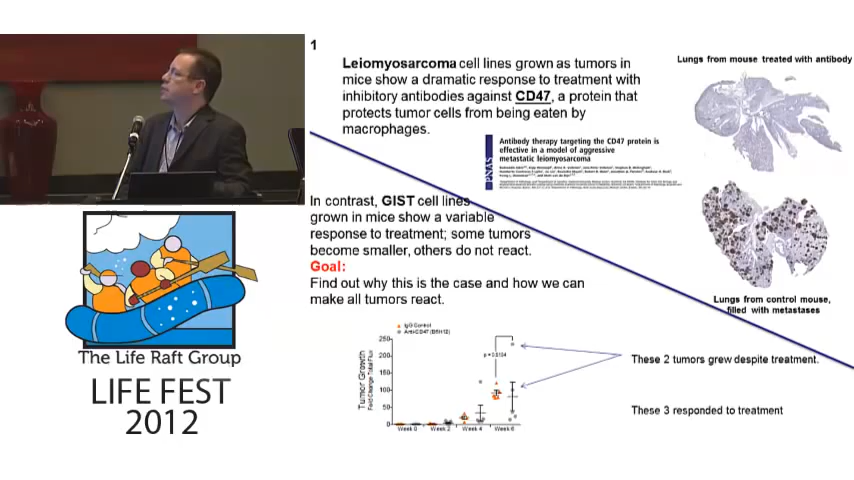 1
Leiomyosarcoma cell lines grown as tumors in
mice show a dramatic response to treatment with
inhibitory antibodies against CD47, a protein that
protects tumor cells from being eaten by
macrophages.
Lungs from mouse treated with antibody
PNAS
Antibody therapy targeting the CD47 protein is
effective in a model of aggressive
metastatic leiomyosarcoma
In contrast, GIST cell lines
grown in mice show a variable
response to treatment; some tumors
become smaller, others do not react.
Goal:
Find out why this is the case and how we can
make all tumors react.
Lungs from control mouse,
filled with metastases
The Life Raft Group
LIFE FEST
2012
IgG Control
Anti-CD47 (B6H12)
Tumor Growth
Fold Change Total Flux
250
200
150
100
50
0
Week 0
Week 2
Week 4
Week 6
These 2 tumors grew despite treatment.
These 3 responded to treatment